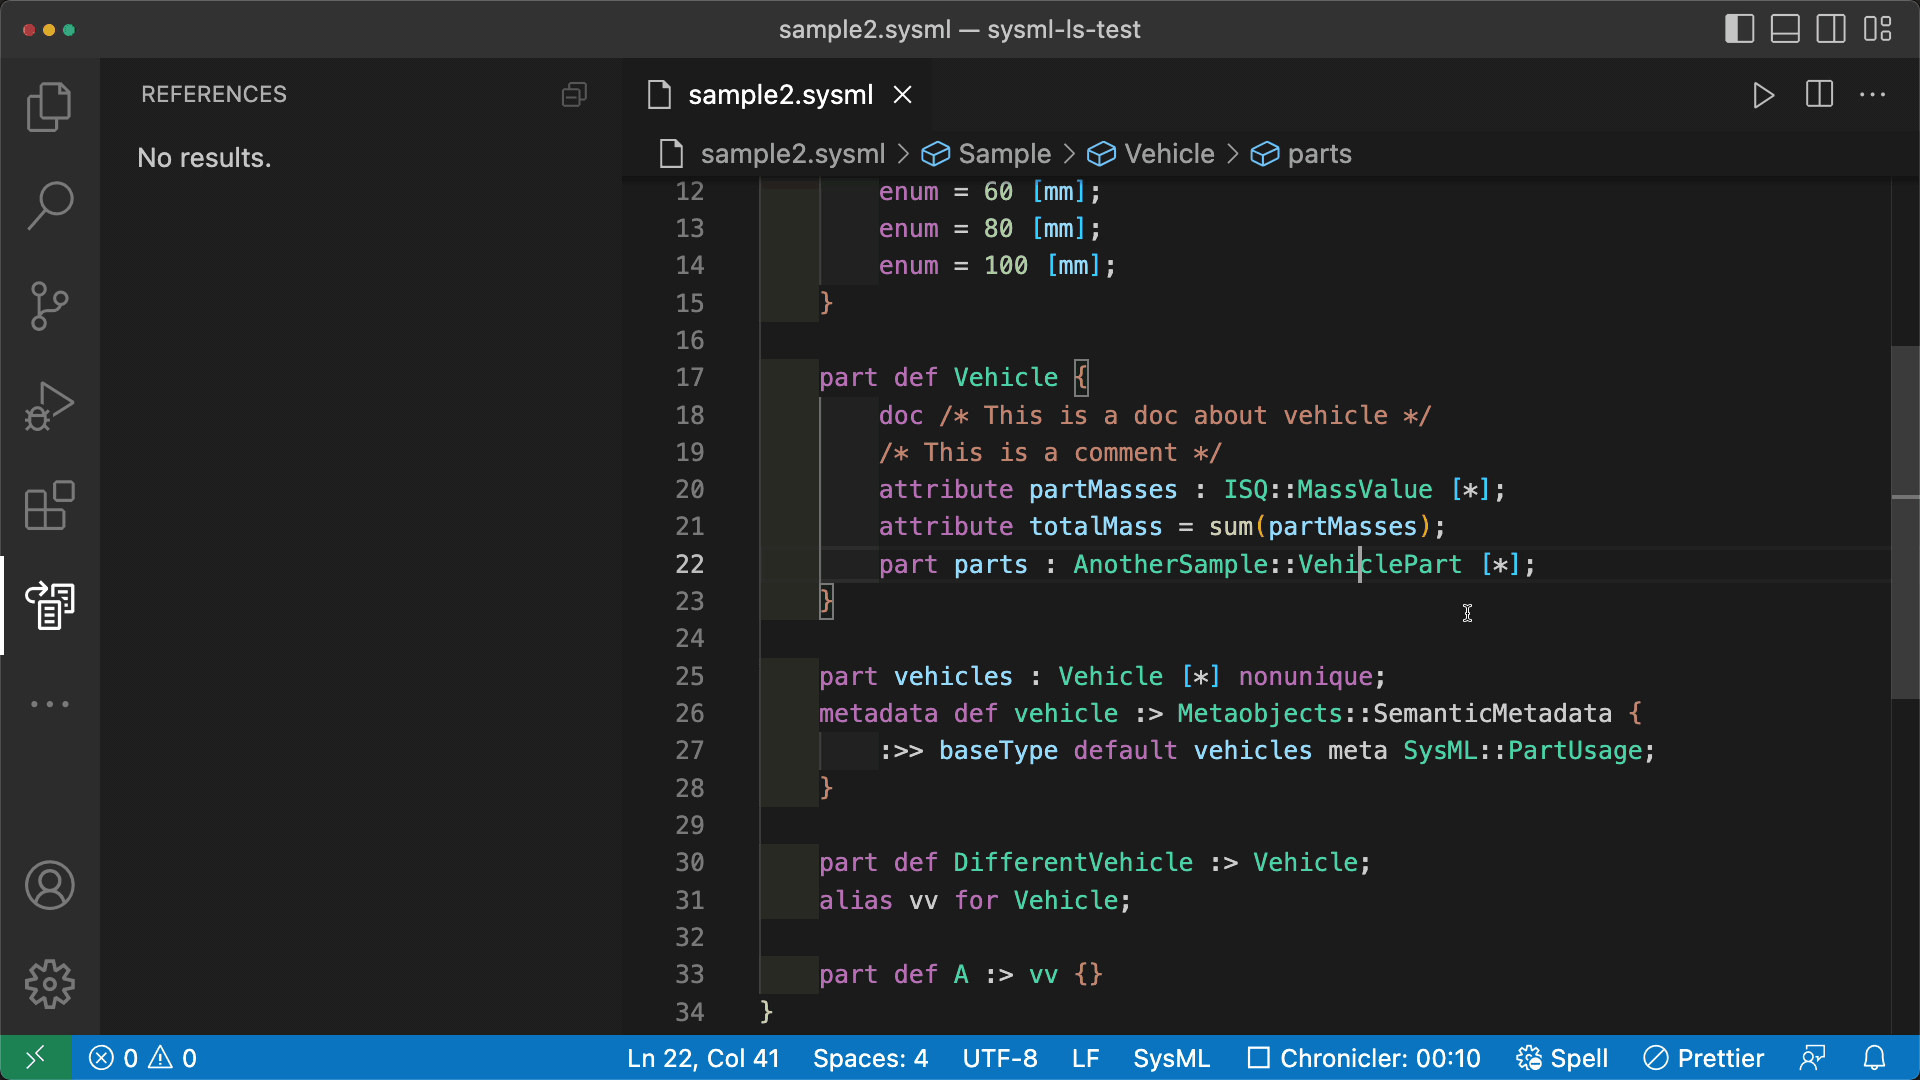 sample2.sysml — sysml-ls-test
REFERENCES
No results.
sample2.sysml
sample2.sysml > Sample > Vehicle > parts
12 enum = 60 [mm];
13 enum = 80 [mm];
14 enum = 100 [mm];
15 }
16
17 part def Vehicle {
18 doc /* This is a doc about vehicle */
19 /* This is a comment */
20 attribute partMasses : ISQ::MassValue [*];
21 attribute totalMass = sum(partMasses);
22 part parts : AnotherSample::VehiclePart [*];
23 }
24
25 part vehicles : Vehicle [*] nonunique;
26 metadata def vehicle :> Metaobjects::SemanticMetadata {
27 :>> baseType default vehicles meta SysML::PartUsage;
28 }
29
30 part def DifferentVehicle :> Vehicle;
31 alias vv for Vehicle;
32
33 part def A :> vv {}
34 }
0 0 Ln 22, Col 41 Spaces: 4 UTF-8 LF SysML Chronicler: 00:10 Spell Prettier